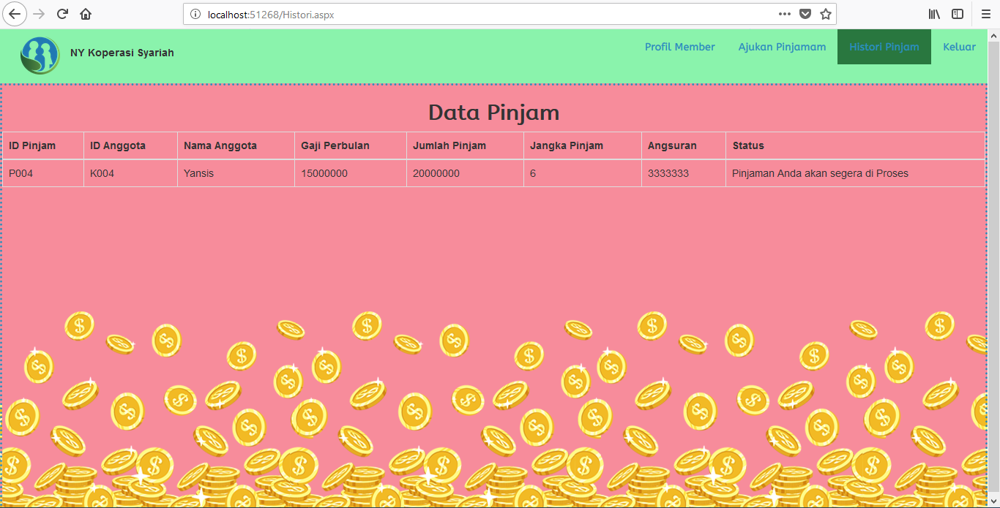 localhost:51268/Histori.aspx
NY Koperasi Syariah
Profil Member Ajukan Pinjamam Histori Pinjam Keluar
Data Pinjam
ID Pinjam ID Anggota Nama Anggota Gaji Perbulan Jumlah Pinjam Jangka Pinjam Angsuran Status
P004 K004 Yansis 15000000 20000000 6 3333333 Pinjaman Anda akan segera di Proses